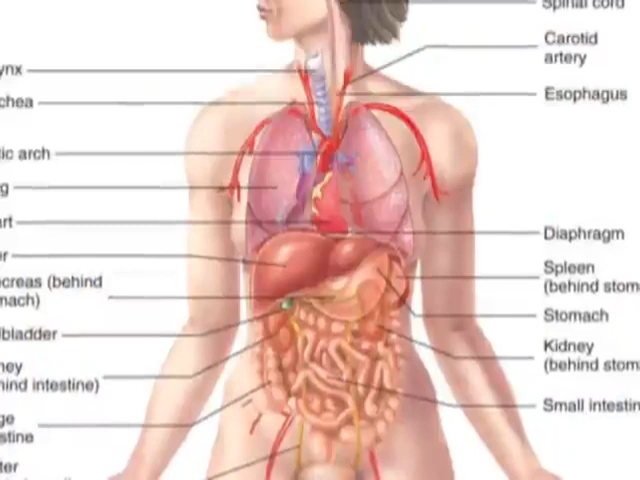 Spinal cord
Carotid
artery
ynx
chea
Esophagus
ic arch
g
rt
Diaphragm
r
Spleen
(behind stom
creas (behind
mach)
Stomach
lbladder
Kidney
(behind stom
ney
hind intestine)
Small intestin
ge
stine
ter